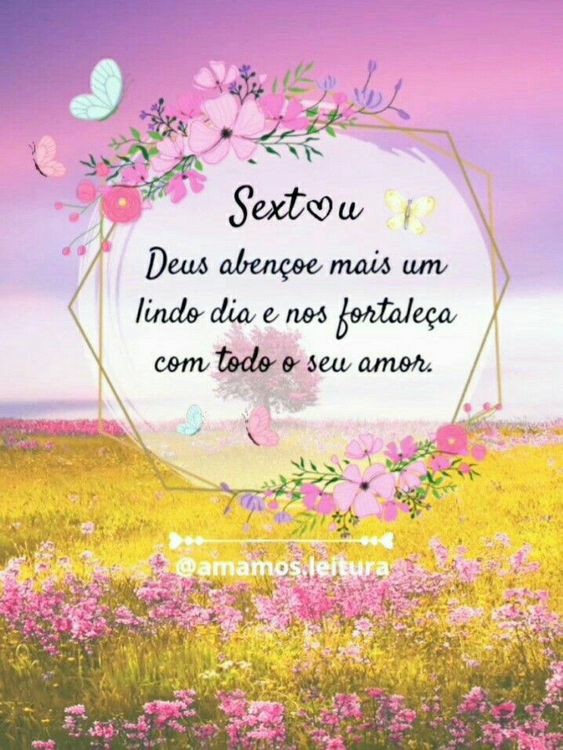 Sext♡u
Deus abençoe mais um
lindo dia e nos fortaleça
com todo o seu amor.
@amamos.leitura